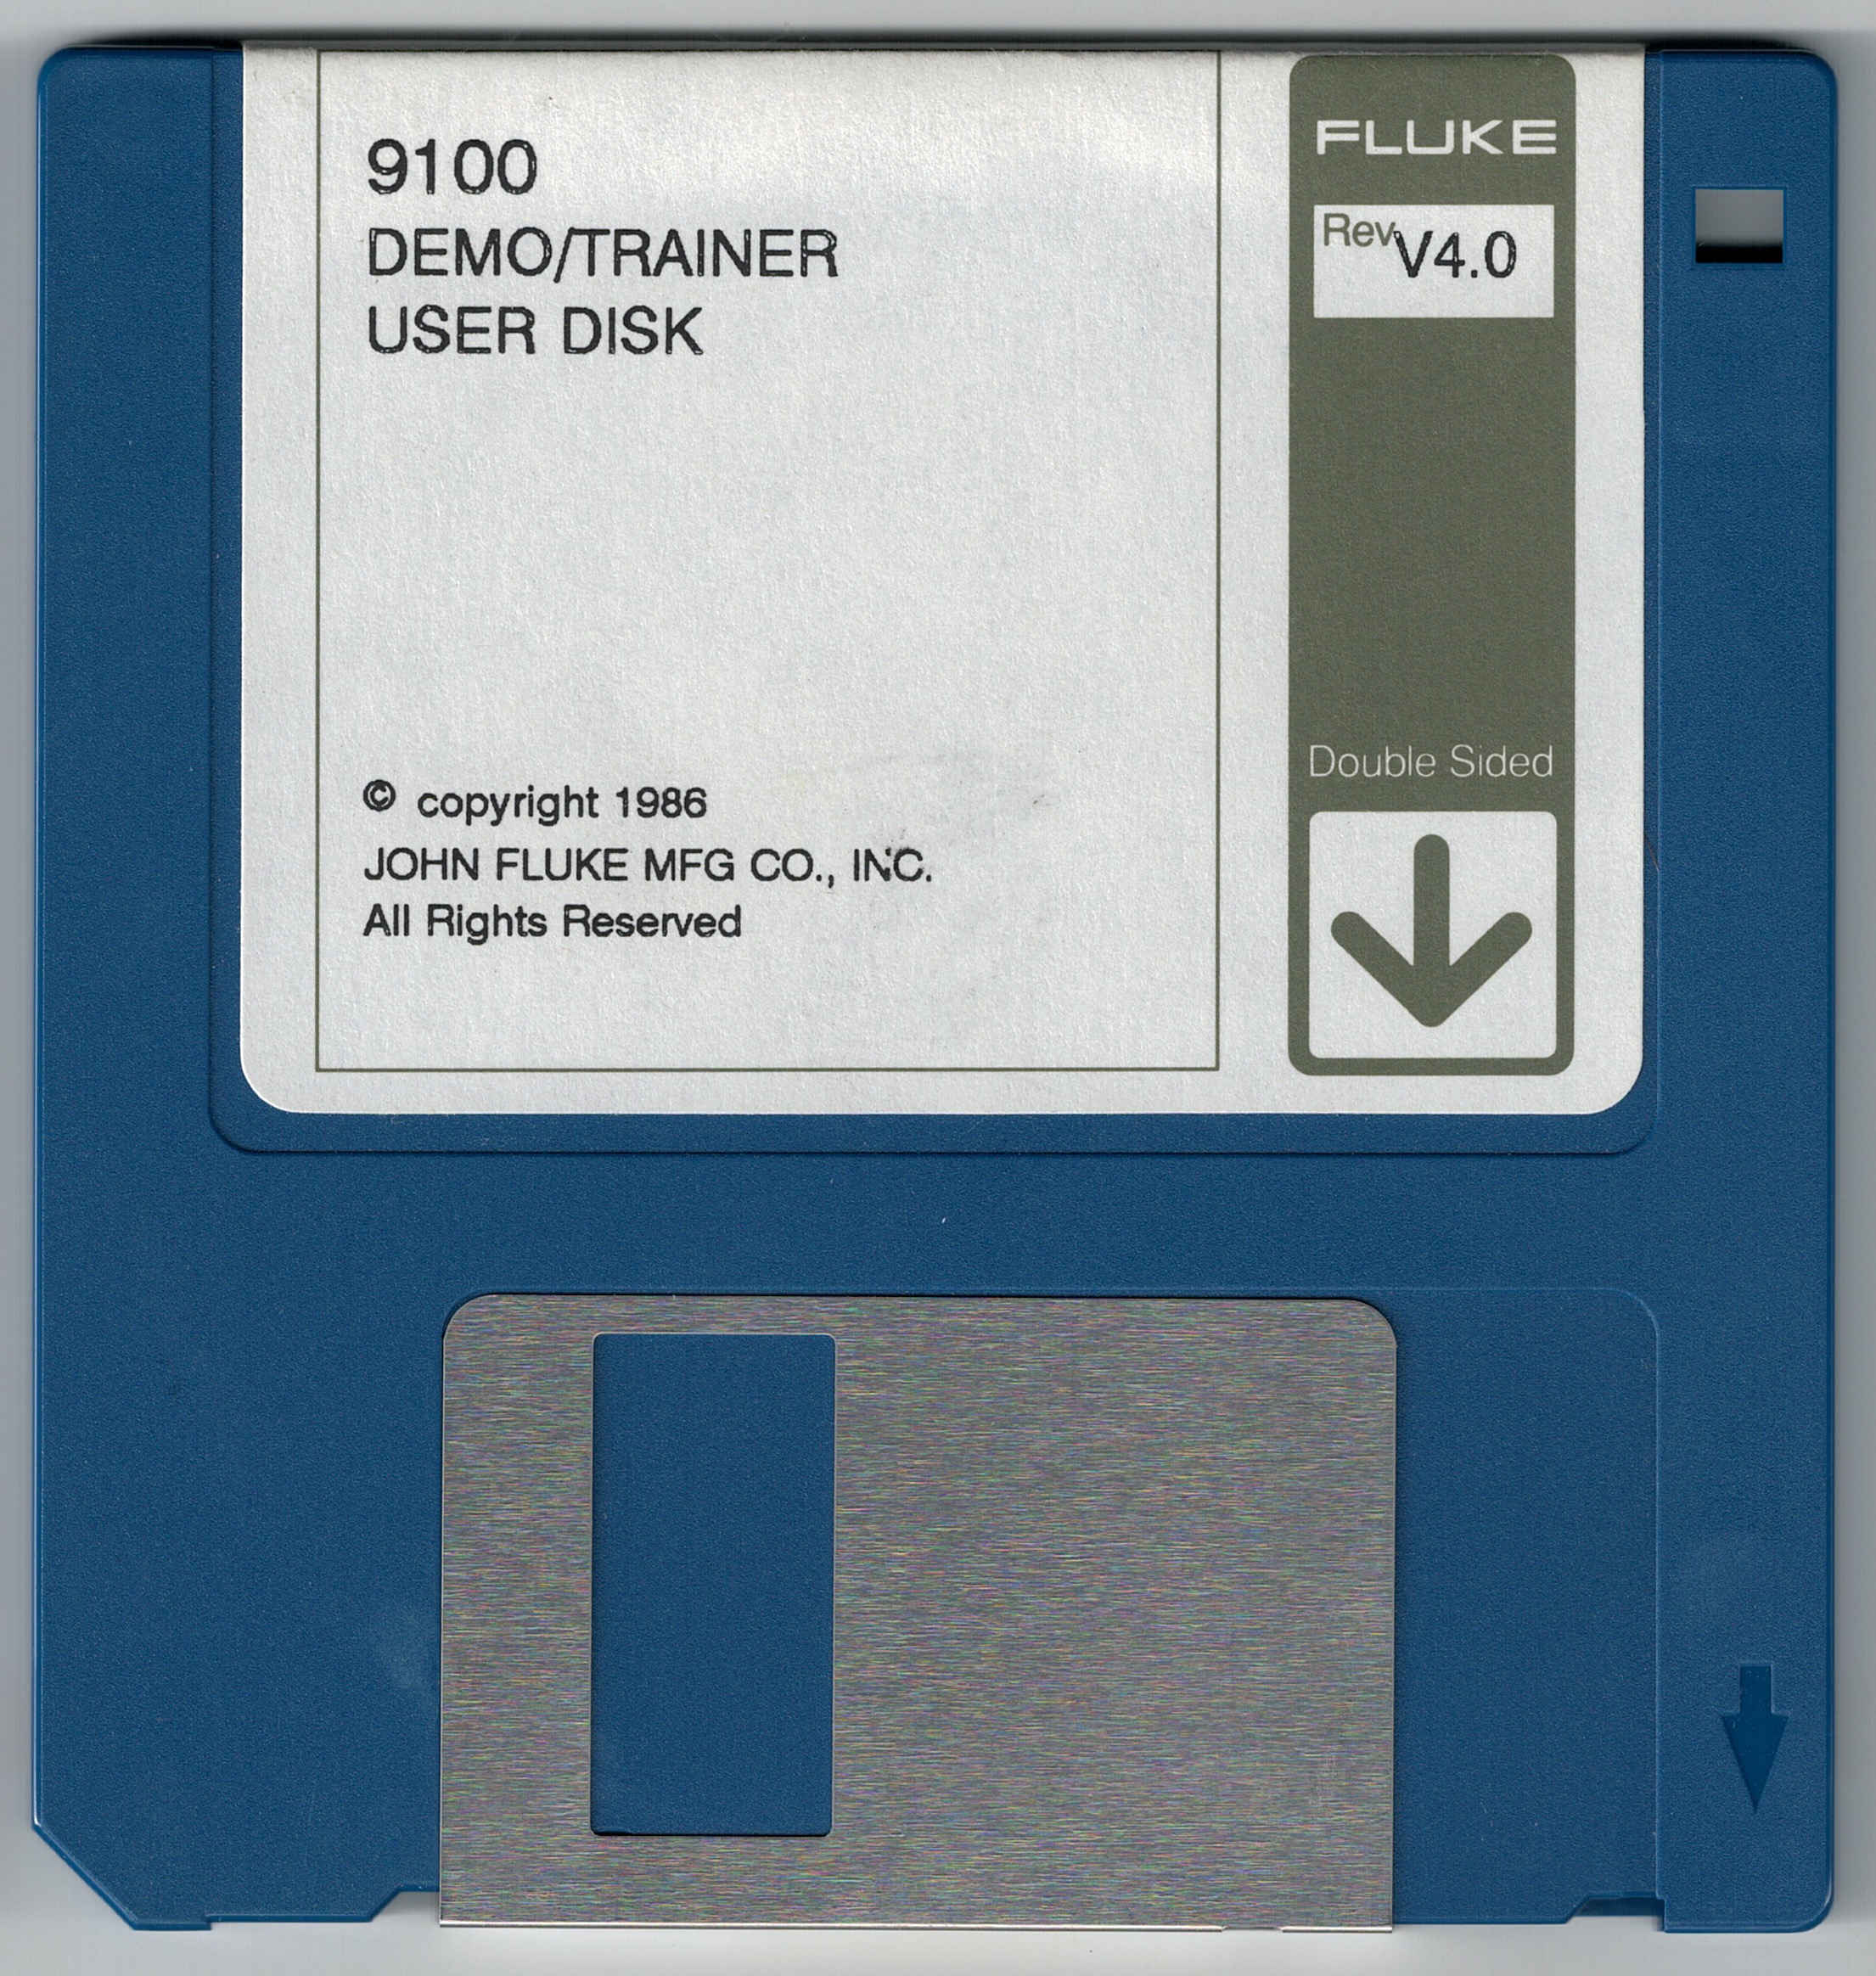 9100
DEMO/TRAINER
USER DISK
© copyright 1986
JOHN FLUKE MFG CO., INC.
All Rights Reserved
FLUKE
Rev V4.0
Double Sided